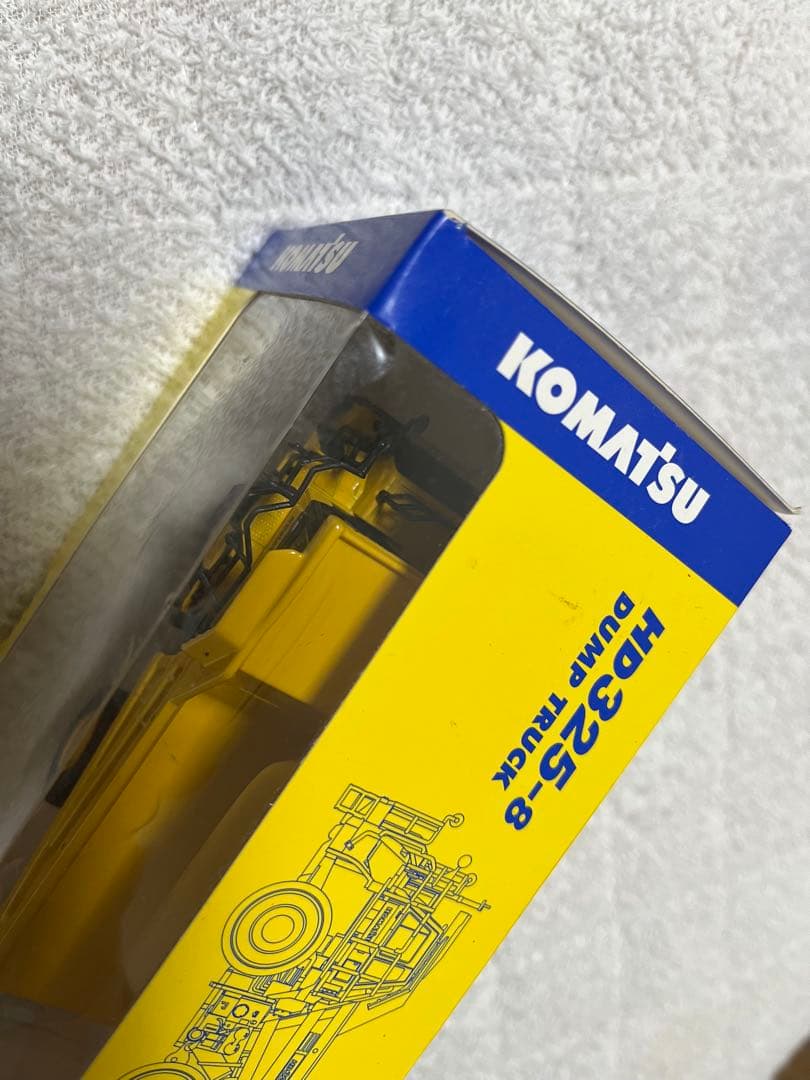 KOMATSU
KOMATSU
HD325-8
DUMP TRUCK